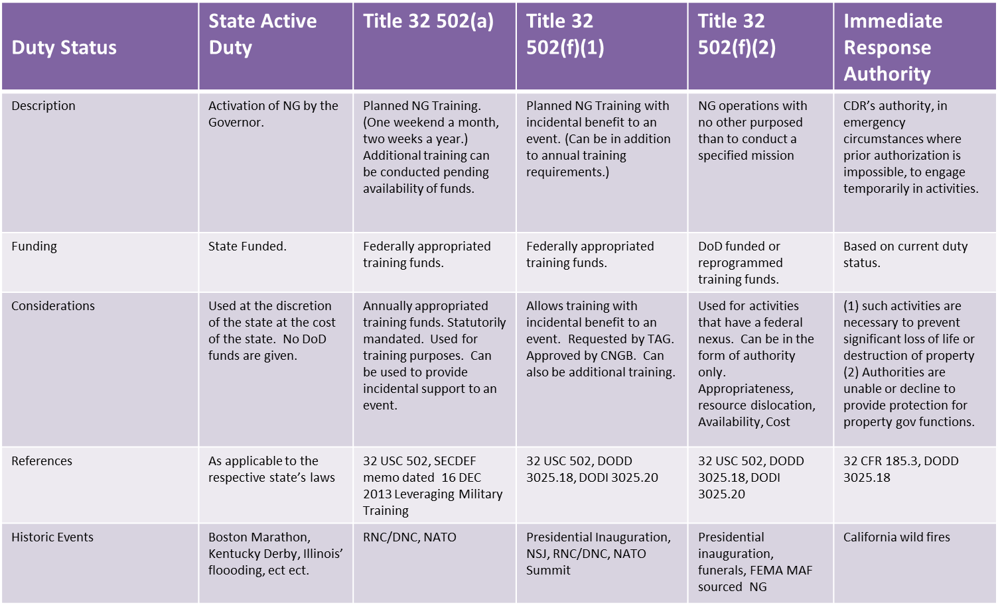 Duty Status
State Active
Duty
Title 32 502(a)
Title 32
502(f)(1)
Title 32
502(f)(2)
Immediate
Response
Authority
Description
Activation of NG by the
Governor.
Planned NG Training.
(One weekend a month,
two weeks a year.)
Additional training can
be conducted pending
availability of funds.
Planned NG Training with
incidental benefit to an
event. (Can be in addition
to annual training
requirements.)
NG operations with
no other purposed
than to conduct a
specified mission
CDR's authority, in
emergency
circumstances where
prior authorization is
impossible, to engage
temporarily in activities.
Funding
State Funded.
Federally appropriated
training funds.
Federally appropriated
training funds.
DoD funded or
reprogrammed
training funds.
Based on current duty
status.
Considerations
Used at the discretion
of the state at the cost
of the state. No DoD
funds are given.
Annually appropriated
training funds. Statutorily
mandated. Used for
training purposes. Can
be used to provide
incidental support to an
event.
Allows training with
incidental benefit to an
event. Requested by TAG.
Approved by CNGB. Can
also be additional training.
Used for activities
that have a federal
nexus. Can be in the
form of authority
only.
Appropriateness,
resource dislocation,
Availability, Cost
(1) such activities are
necessary to prevent
significant loss of life or
destruction of property
(2) Authorities are
unable or decline to
provide protection for
property gov functions.
References
As applicable to the
respective state's laws
32 USC 502, SECDEF
memo dated 16 DEC
2013 Leveraging Military
Training
32 USC 502, DODD
3025.18, DODI 3025.20
32 USC 502, DODD
3025.18, DODI
3025.20
32 CFR 185.3, DODD
3025.18
Historic Events
Boston Marathon,
Kentucky Derby, Illinois'
floooding, ect ect.
RNC/DNC, NATO
Presidential Inauguration,
NSJ, RNC/DNC, NATO
Summit
Presidential
inauguration,
funerals, FEMA MAF
sourced NG
California wild fires